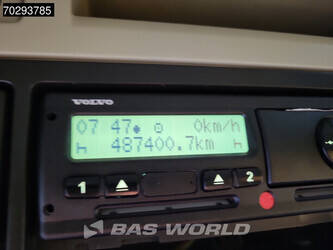 70293785
VOLVO
07 47 0km/h
h 487400.7km h
1 2
BAS WORLD